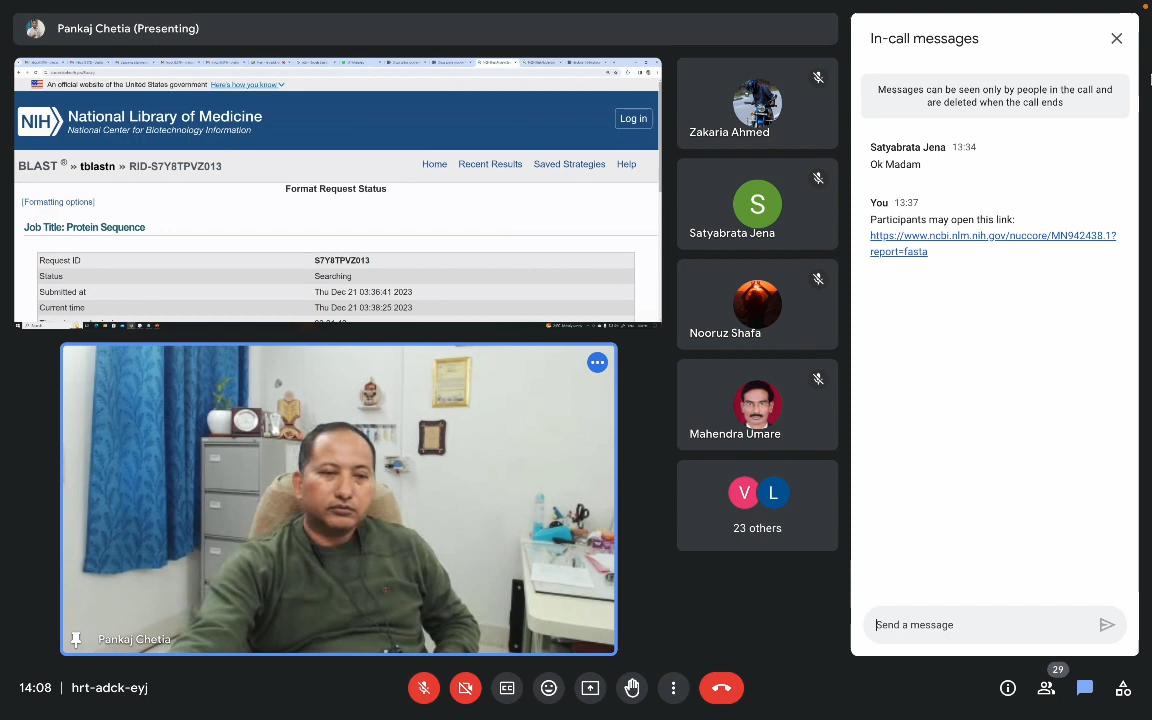 Pankaj Chetia (Presenting)
An official website of the United States government Here's how you know
NIH National Library of Medicine
National Center for Biotechnology Information
Log in
BLAST ® » tblastn » RID-S7Y8TPVZ013
Home Recent Results Saved Strategies Help
Format Request Status
[Formatting options]
Job Title: Protein Sequence
Request ID S7Y8TPVZ013
Status Searching
Submitted at Thu Dec 21 03:36:41 2023
Current time Thu Dec 21 03:38:25 2023
Pankaj Chetia
Zakaria Ahmed
S
Satyabrata Jena
Nooruz Shafa
Mahendra Umare
V L
23 others
In-call messages
Messages can be seen only by people in the call and
are deleted when the call ends
Satyabrata Jena 13:34
Ok Madam
You 13:37
Participants may open this link:
https://www.ncbi.nlm.nih.gov/nuccore/MN942438.1?
report=fasta
Send a message
14:08 | hrt-adck-eyj
29